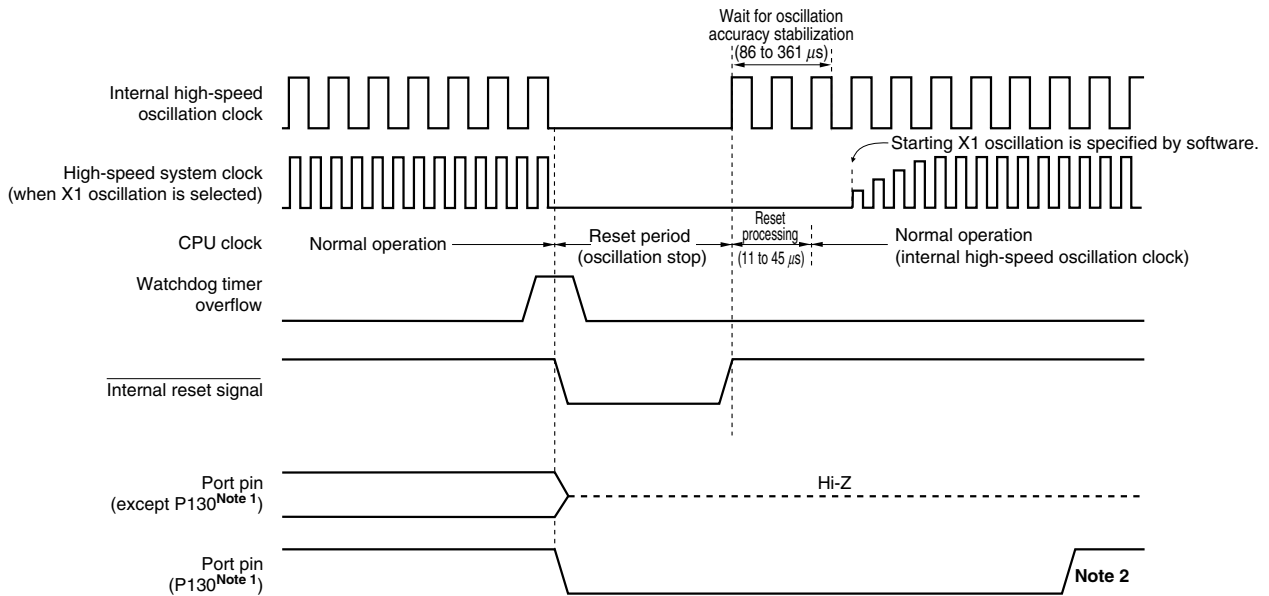 Wait for oscillation
accuracy stabilization
(86 to 361 μs)
Internal high-speed
oscillation clock
Starting X1 oscillation is specified by software.
High-speed system clock
(when X1 oscillation is selected)
CPU clock
Normal operation
Reset period
(oscillation stop)
Reset
processing
(11 to 45 μs)
Normal operation
(internal high-speed oscillation clock)
Watchdog timer
overflow
Internal reset signal
Port pin
(except P130Note 1)
Hi-Z
Port pin
(P130Note 1)
Note 2